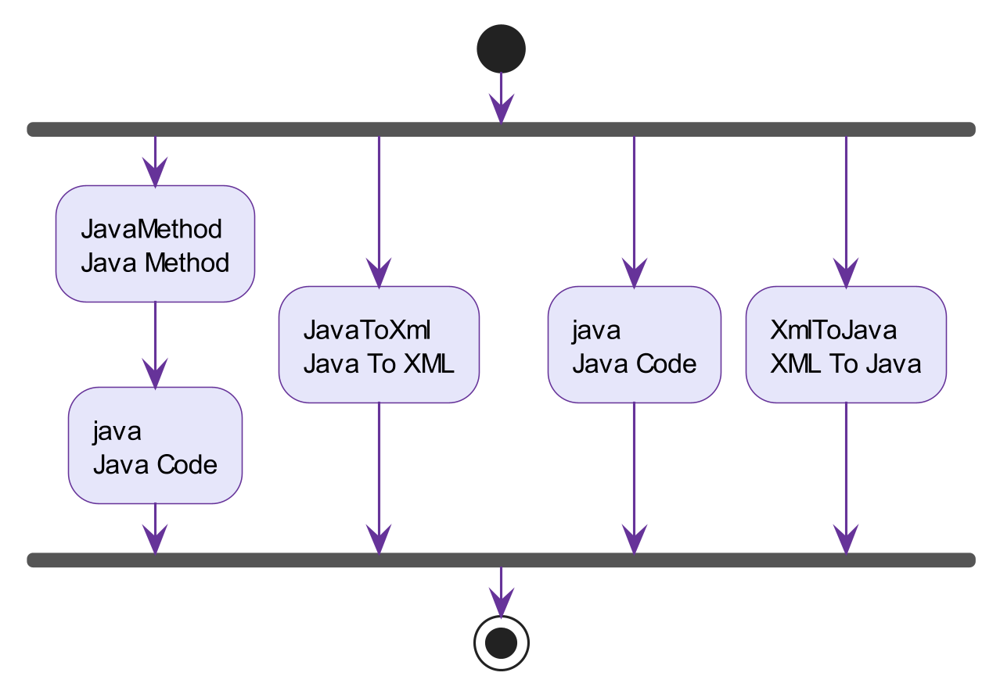 JavaMethod
Java Method
java
Java Code
JavaToXml
Java To XML
java
Java Code
XmlToJava
XML To Java